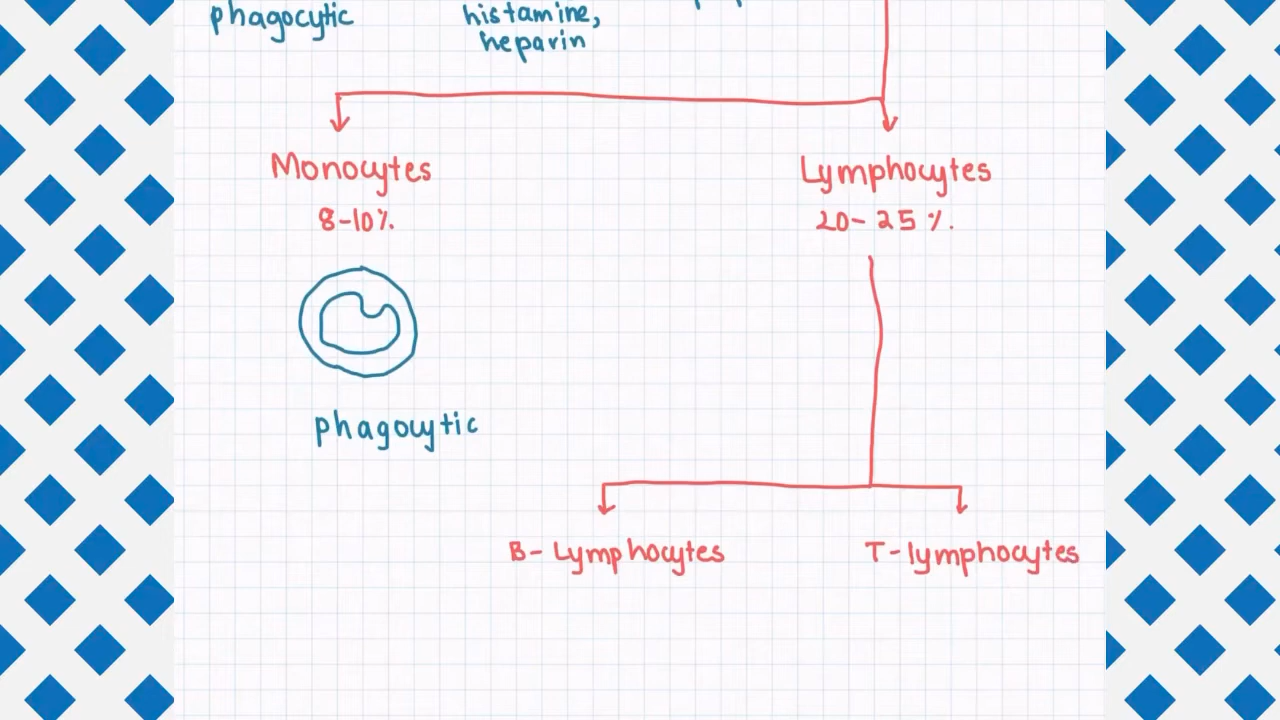 phagocytic
histamine,
heparin
Monocytes
Lymphocytes
8-10%.
20- 25 %.
phagocytic
B- Lymphocytes
T- lymphocytes